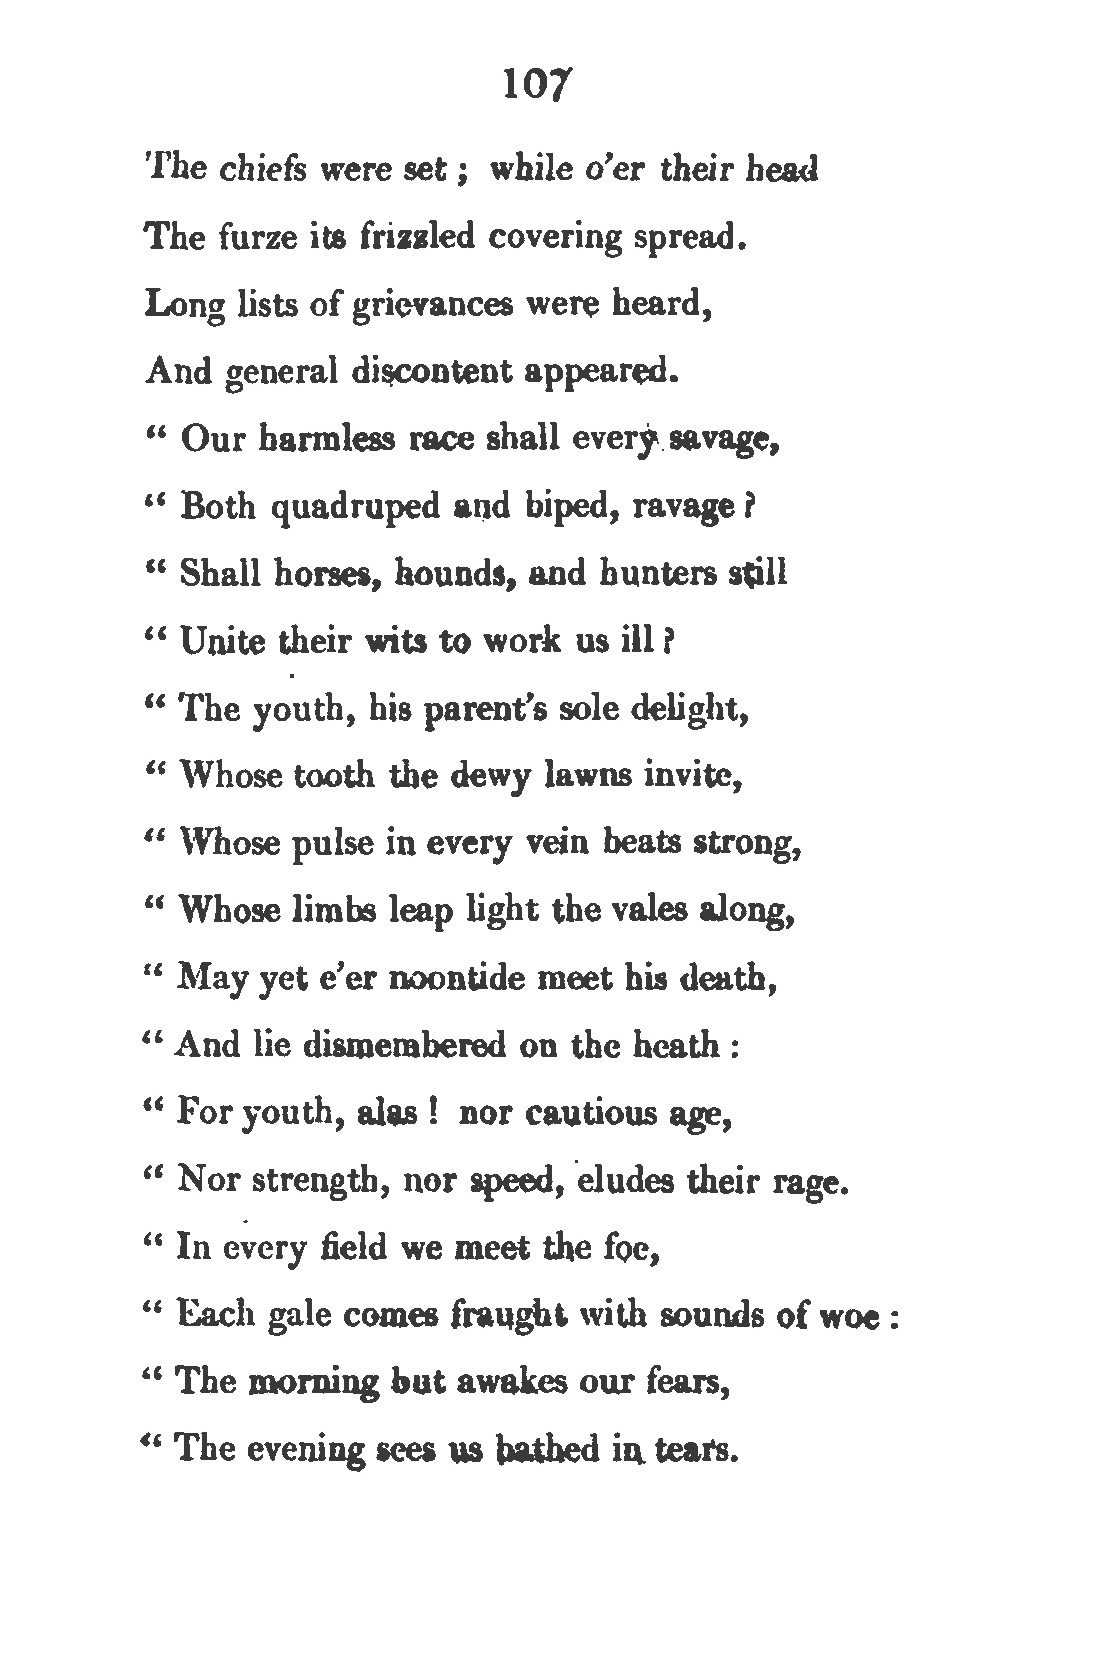 107
The chiefs were set ; while o'er their head
The furze its frizzled covering spread.
Long lists of grievances were heard,
And general discontent appeared.
“ Our harmless race shall every savage,
“ Both quadruped and biped, ravage ?
“ Shall horses, hounds, and hunters still
“ Unite their wits to work us ill ?
“ The youth, his parent's sole delight,
“ Whose tooth the dewy lawns invite,
“ Whose pulse in every vein beats strong,
“ Whose limbs leap light the vales along,
“ May yet e'er noontide meet his death,
“ And lie dismembered on the heath :
“ For youth, alas ! nor cautious age,
“ Nor strength, nor speed, eludes their rage.
“ In every field we meet the foe,
“ Each gale comes fraught with sounds of woe :
“ The morning but awakes our fears,
“ The evening sees us bathed in tears.